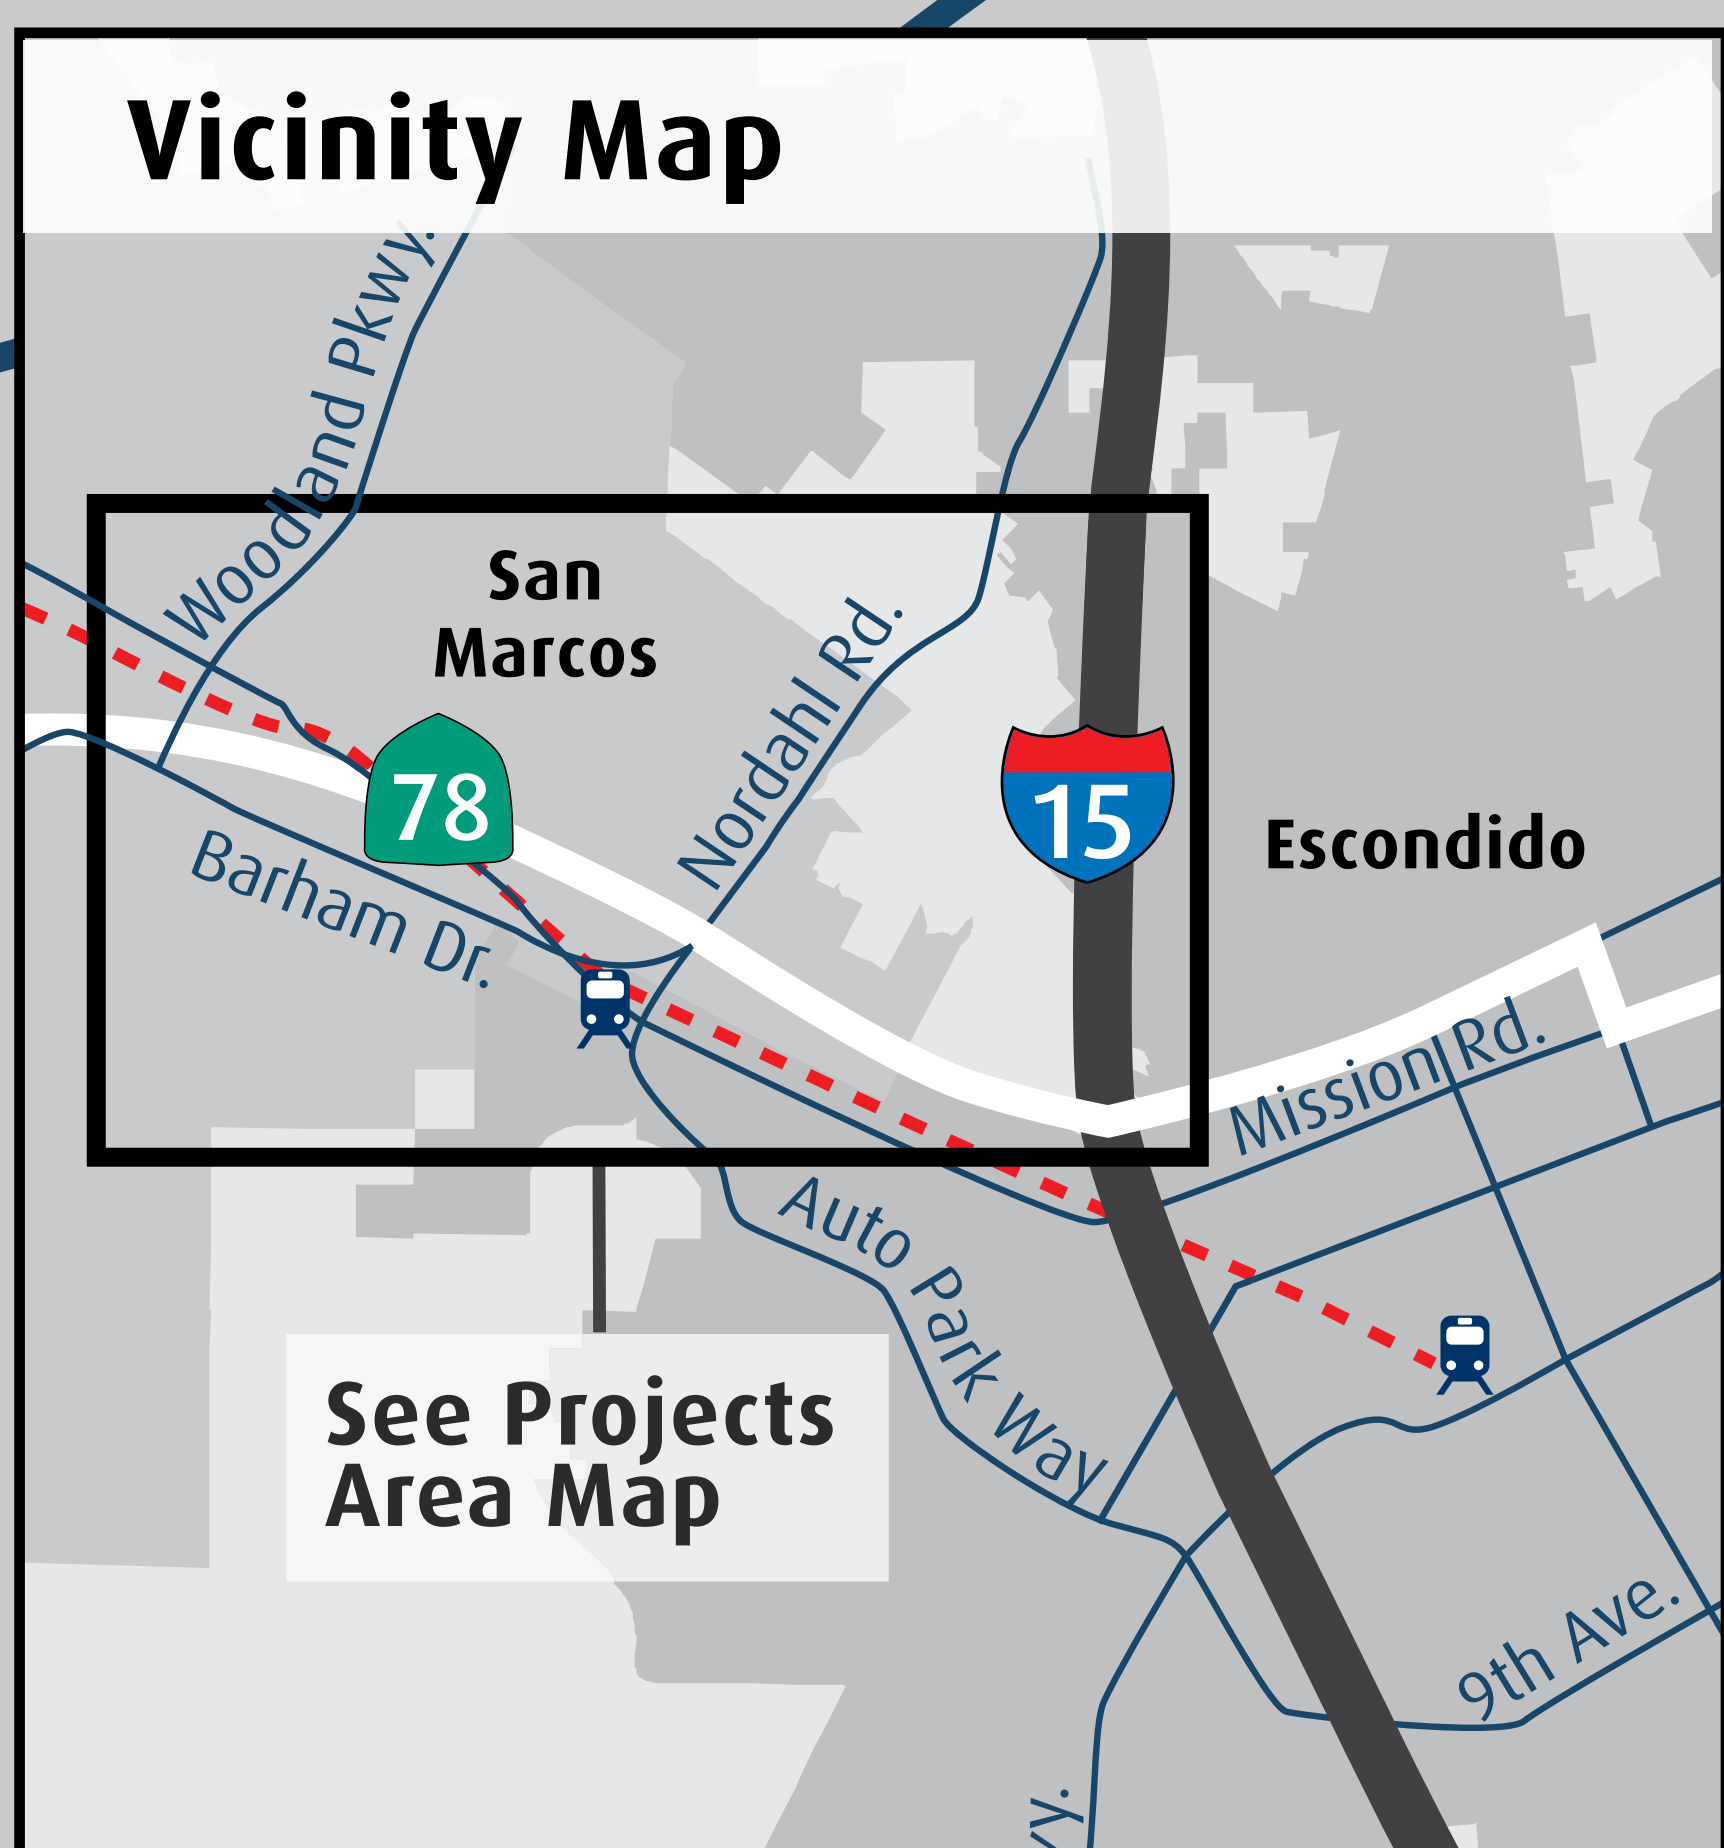 Vicinity Map
Woodland Pkwy.
San
Marcos
Nordahl Rd.
78
15
Escondido
Barham Dr.
Mission Rd.
Auto Park Way
See Projects
Area Map
9th Ave.